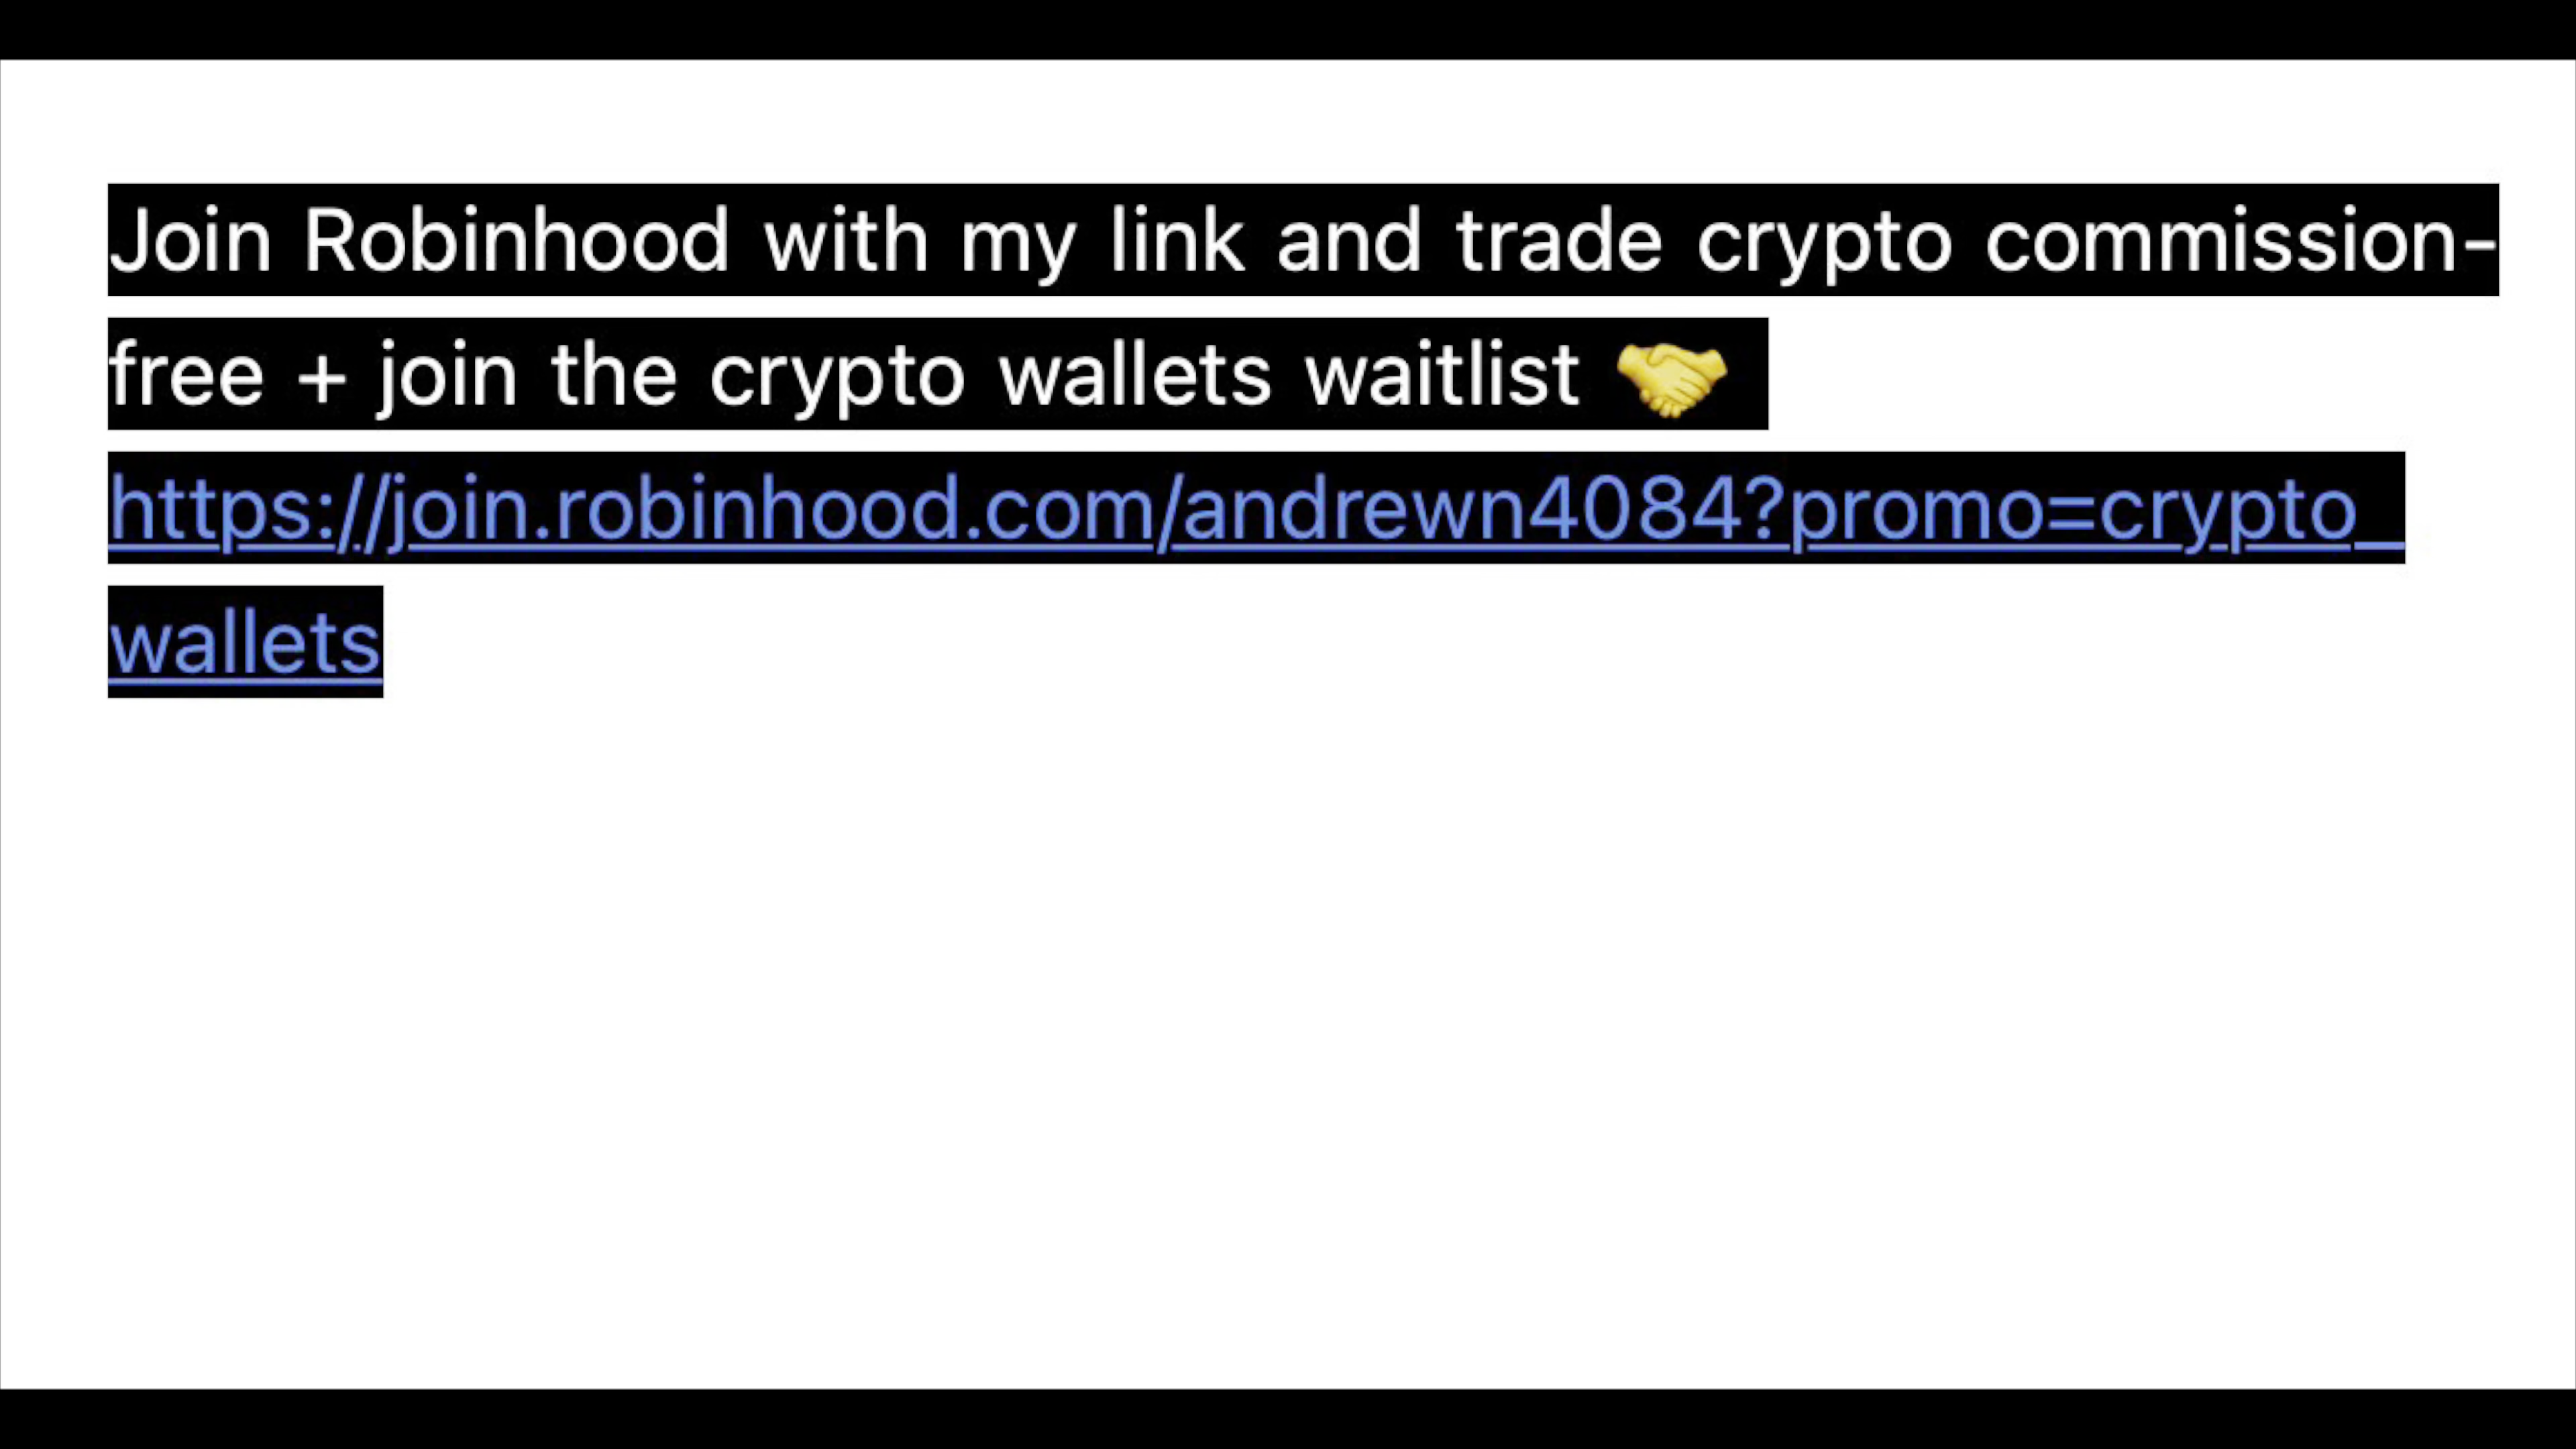 Join Robinhood with my link and trade crypto commission-
free + join the crypto wallets waitlist 🤝
https://join.robinhood.com/andrewn4084?promo=crypto_
wallets